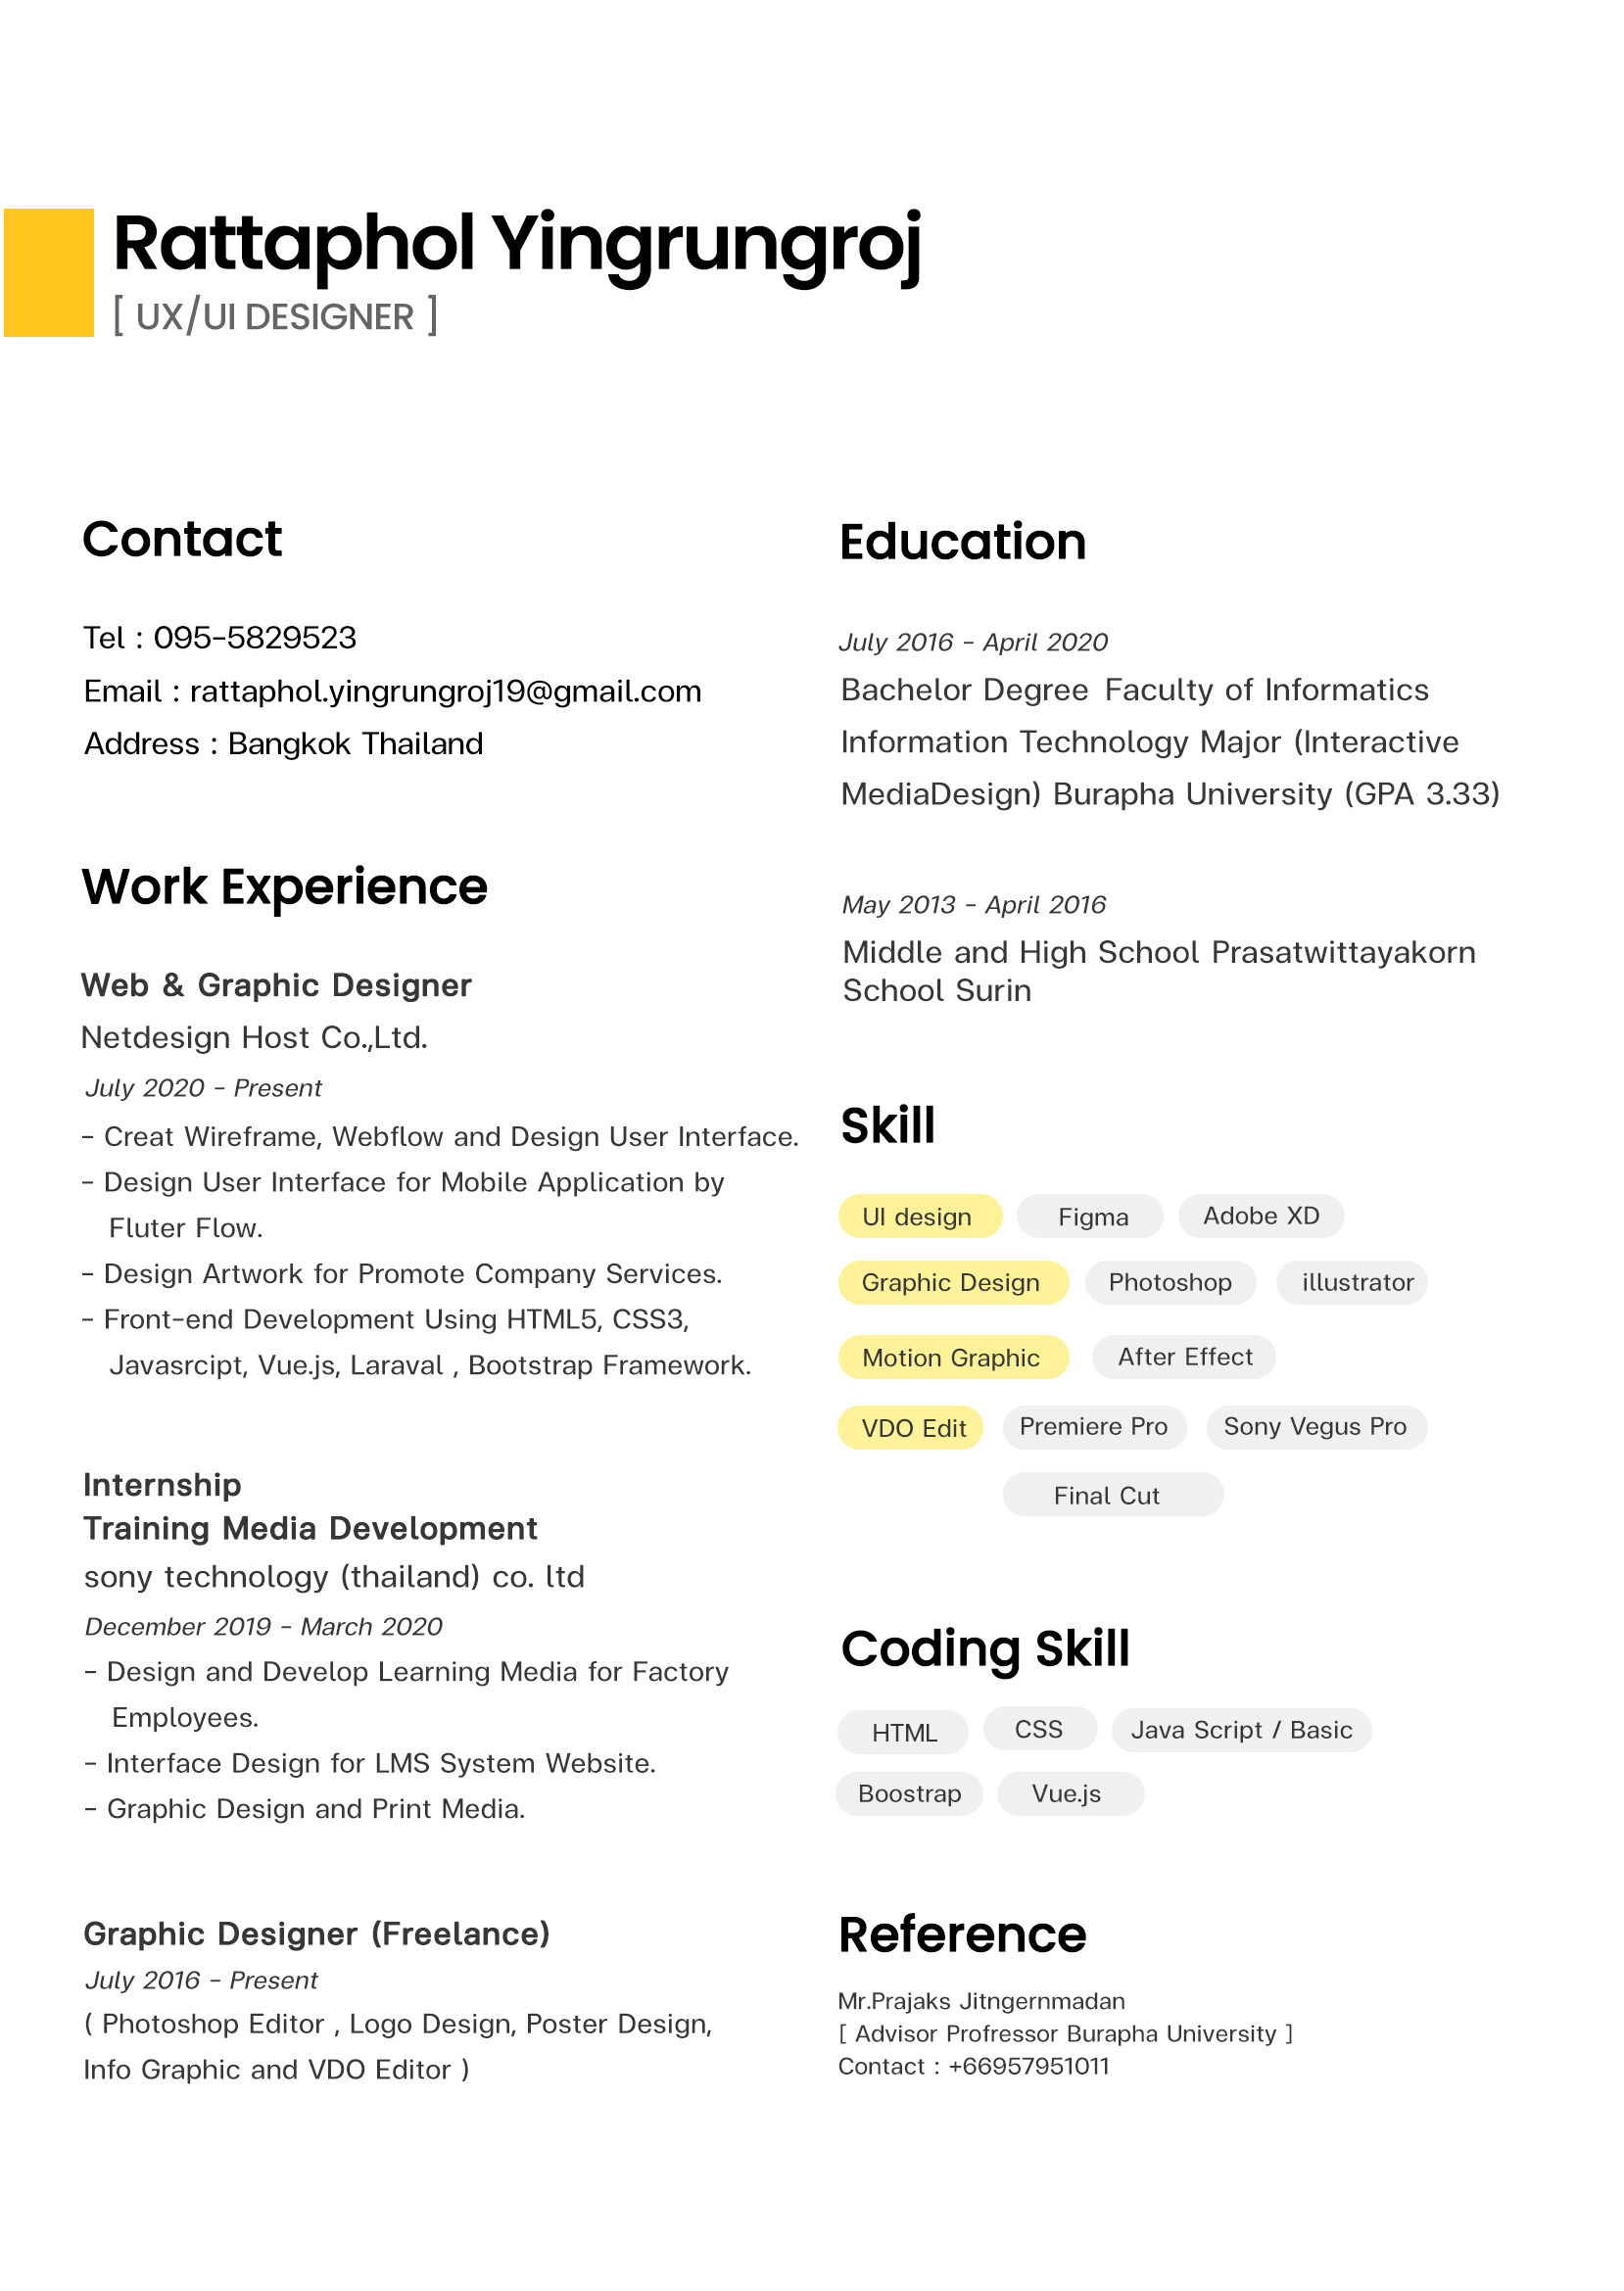 Rattaphol Yingrungroj
[ UX/UI DESIGNER ]
Contact
Tel : 095-5829523
Email : rattaphol.yingrungroj19@gmail.com
Address : Bangkok Thailand
Work Experience
Web & Graphic Designer
Netdesign Host Co.,Ltd.
July 2020 - Present
- Creat Wireframe, Webflow and Design User Interface.
- Design User Interface for Mobile Application by
Fluter Flow.
- Design Artwork for Promote Company Services.
- Front-end Development Using HTML5, CSS3,
Javasrcipt, Vue.js, Laraval , Bootstrap Framework.
Internship
Training Media Development
sony technology (thailand) co. ltd
December 2019 - March 2020
- Design and Develop Learning Media for Factory
Employees.
- Interface Design for LMS System Website.
- Graphic Design and Print Media.
Graphic Designer (Freelance)
July 2016 - Present
( Photoshop Editor , Logo Design, Poster Design,
Info Graphic and VDO Editor )
Education
July 2016 - April 2020
Bachelor Degree Faculty of Informatics
Information Technology Major (Interactive
MediaDesign) Burapha University (GPA 3.33)
May 2013 - April 2016
Middle and High School Prasatwittayakorn
School Surin
Skill
UI design Figma Adobe XD
Graphic Design Photoshop illustrator
Motion Graphic After Effect
VDO Edit Premiere Pro Sony Vegus Pro
Final Cut
Coding Skill
HTML CSS Java Script / Basic
Boostrap Vue.js
Reference
Mr.Prajaks Jitngernmadan
[ Advisor Profressor Burapha University ]
Contact : +66957951011